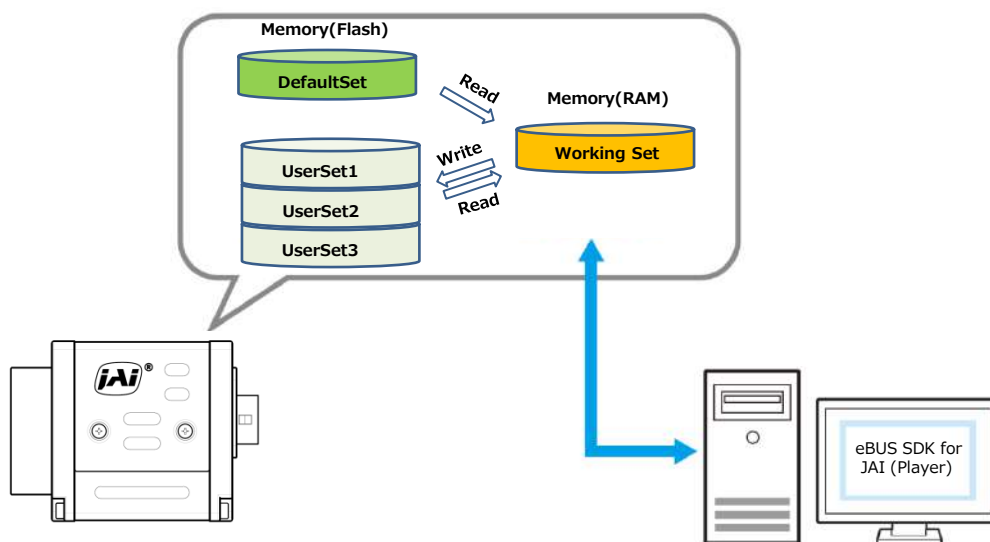 Memory(Flash)
DefaultSet
Read
Memory(RAM)
Working Set
Write
Read
UserSet1
UserSet2
UserSet3
JAi®
eBUS SDK for
JAI (Player)